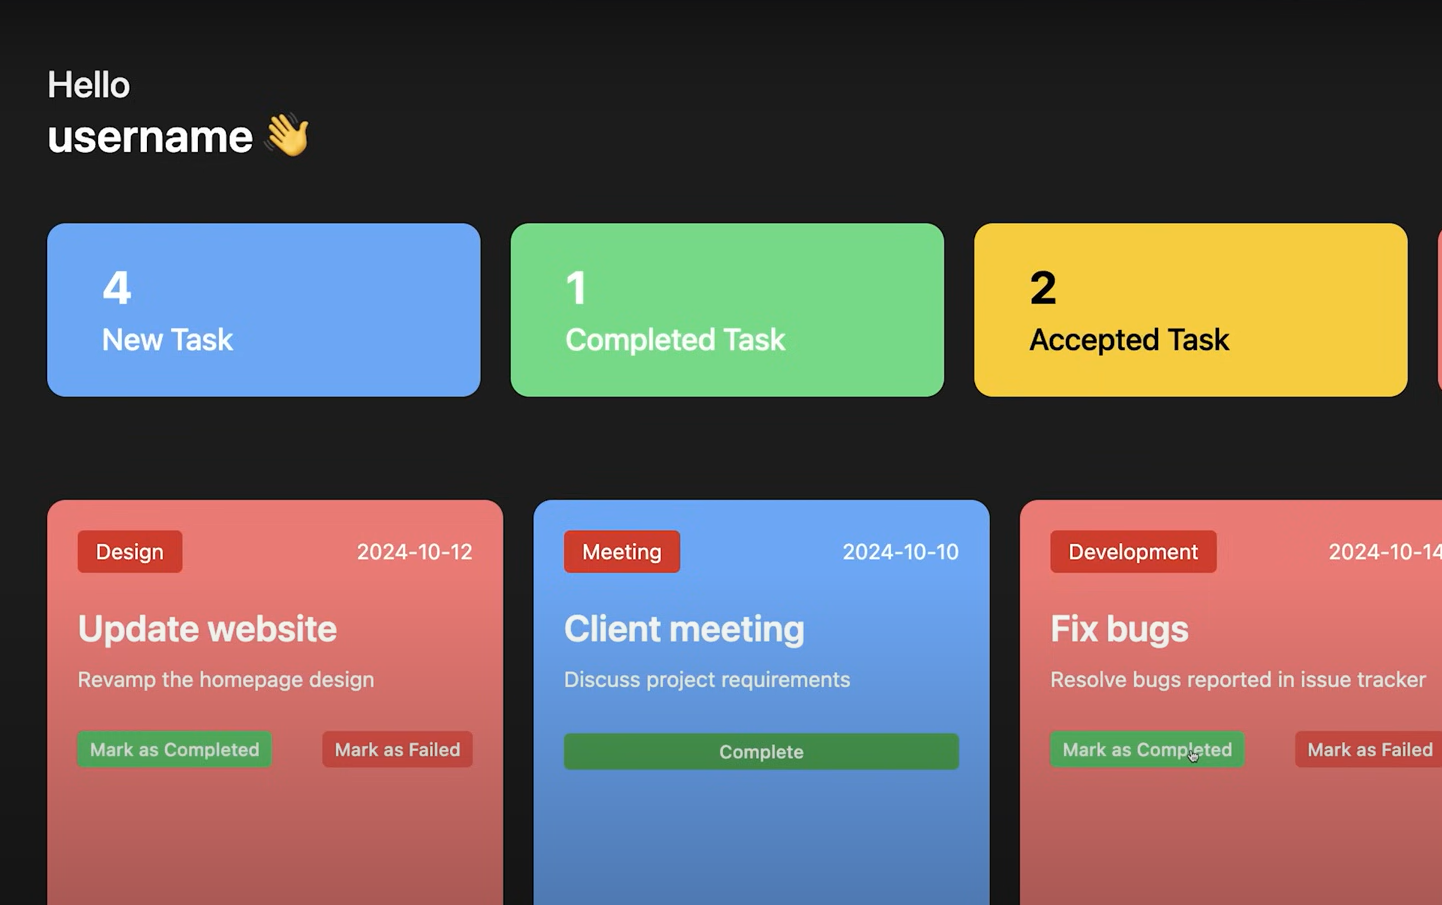 Hello
username 👋
4
New Task
1
Completed Task
2
Accepted Task
Design
2024-10-12
Update website
Revamp the homepage design
Mark as Completed
Mark as Failed
Meeting
2024-10-10
Client meeting
Discuss project requirements
Complete
Development
2024-10-14
Fix bugs
Resolve bugs reported in issue tracker
Mark as Completed
Mark as Failed